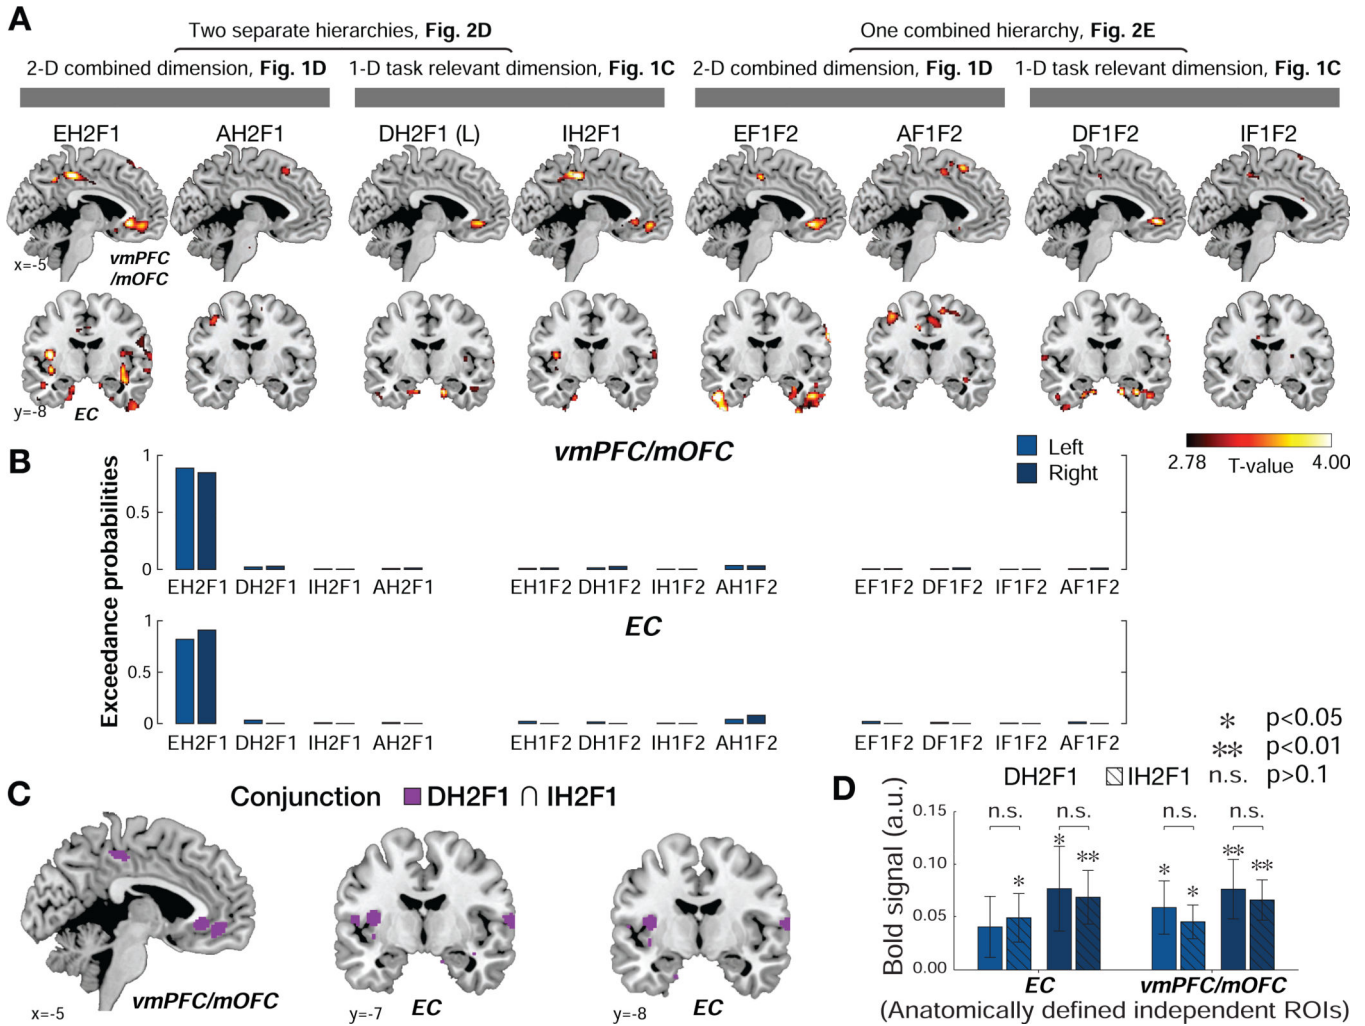 A
Two separate hierarchies, Fig. 2D
One combined hierarchy, Fig. 2E
2-D combined dimension, Fig. 1D
1-D task relevant dimension, Fig. 1C
2-D combined dimension, Fig. 1D
1-D task relevant dimension, Fig. 1C
EH2F1 AH2F1 DH2F1 (L) IH2F1 EF1F2 AF1F2 DF1F2 IF1F2
x=-5
vmPFC
/mOFC
y=-8
EC
2.78 T-value 4.00
B
vmPFC/mOFC
Left
Right
Exceedance probabilities
1
0.5
0
EH2F1 DH2F1 IH2F1 AH2F1 EH1F2 DH1F2 IH1F2 AH1F2 EF1F2 DF1F2 IF1F2 AF1F2
EC
1
0.5
0
EH2F1 DH2F1 IH2F1 AH2F1 EH1F2 DH1F2 IH1F2 AH1F2 EF1F2 DF1F2 IF1F2 AF1F2
* p<0.05
** p<0.01
n.s. p>0.1
C
Conjunction DH2F1 ∩ IH2F1
x=-5
vmPFC/mOFC
y=-7
EC
y=-8
EC
D
DH2F1 IH2F1
Bold signal (a.u.)
0.15
0.10
0.05
0.00
n.s. n.s. n.s. n.s.
* * ** * * ** **
EC vmPFC/mOFC
(Anatomically defined independent ROIs)